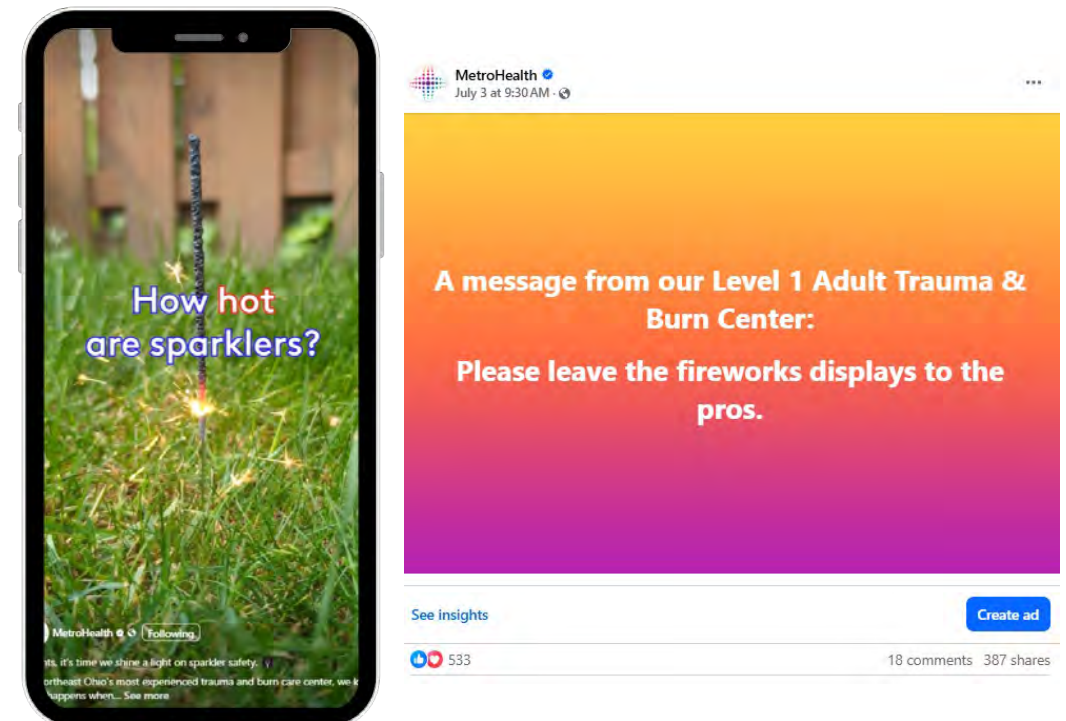 How hot
are sparklers?
MetroHealth
Following
it's time we shine a light on sparkler safety.
Ohio's most experienced trauma and burn care center, we
happens when... See more
MetroHealth
July 3 at 9:30 AM ·
A message from our Level 1 Adult Trauma &
Burn Center:
Please leave the fireworks displays to the
pros.
See insights
Create ad
533
18 comments 387 shares